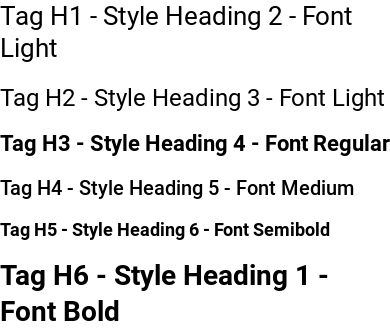 Tag H1 - Style Heading 2 - Font
Light
Tag H2 - Style Heading 3 - Font Light
Tag H3 - Style Heading 4 - Font Regular
Tag H4 - Style Heading 5 - Font Medium
Tag H5 - Style Heading 6 - Font Semibold
Tag H6 - Style Heading 1 -
Font Bold